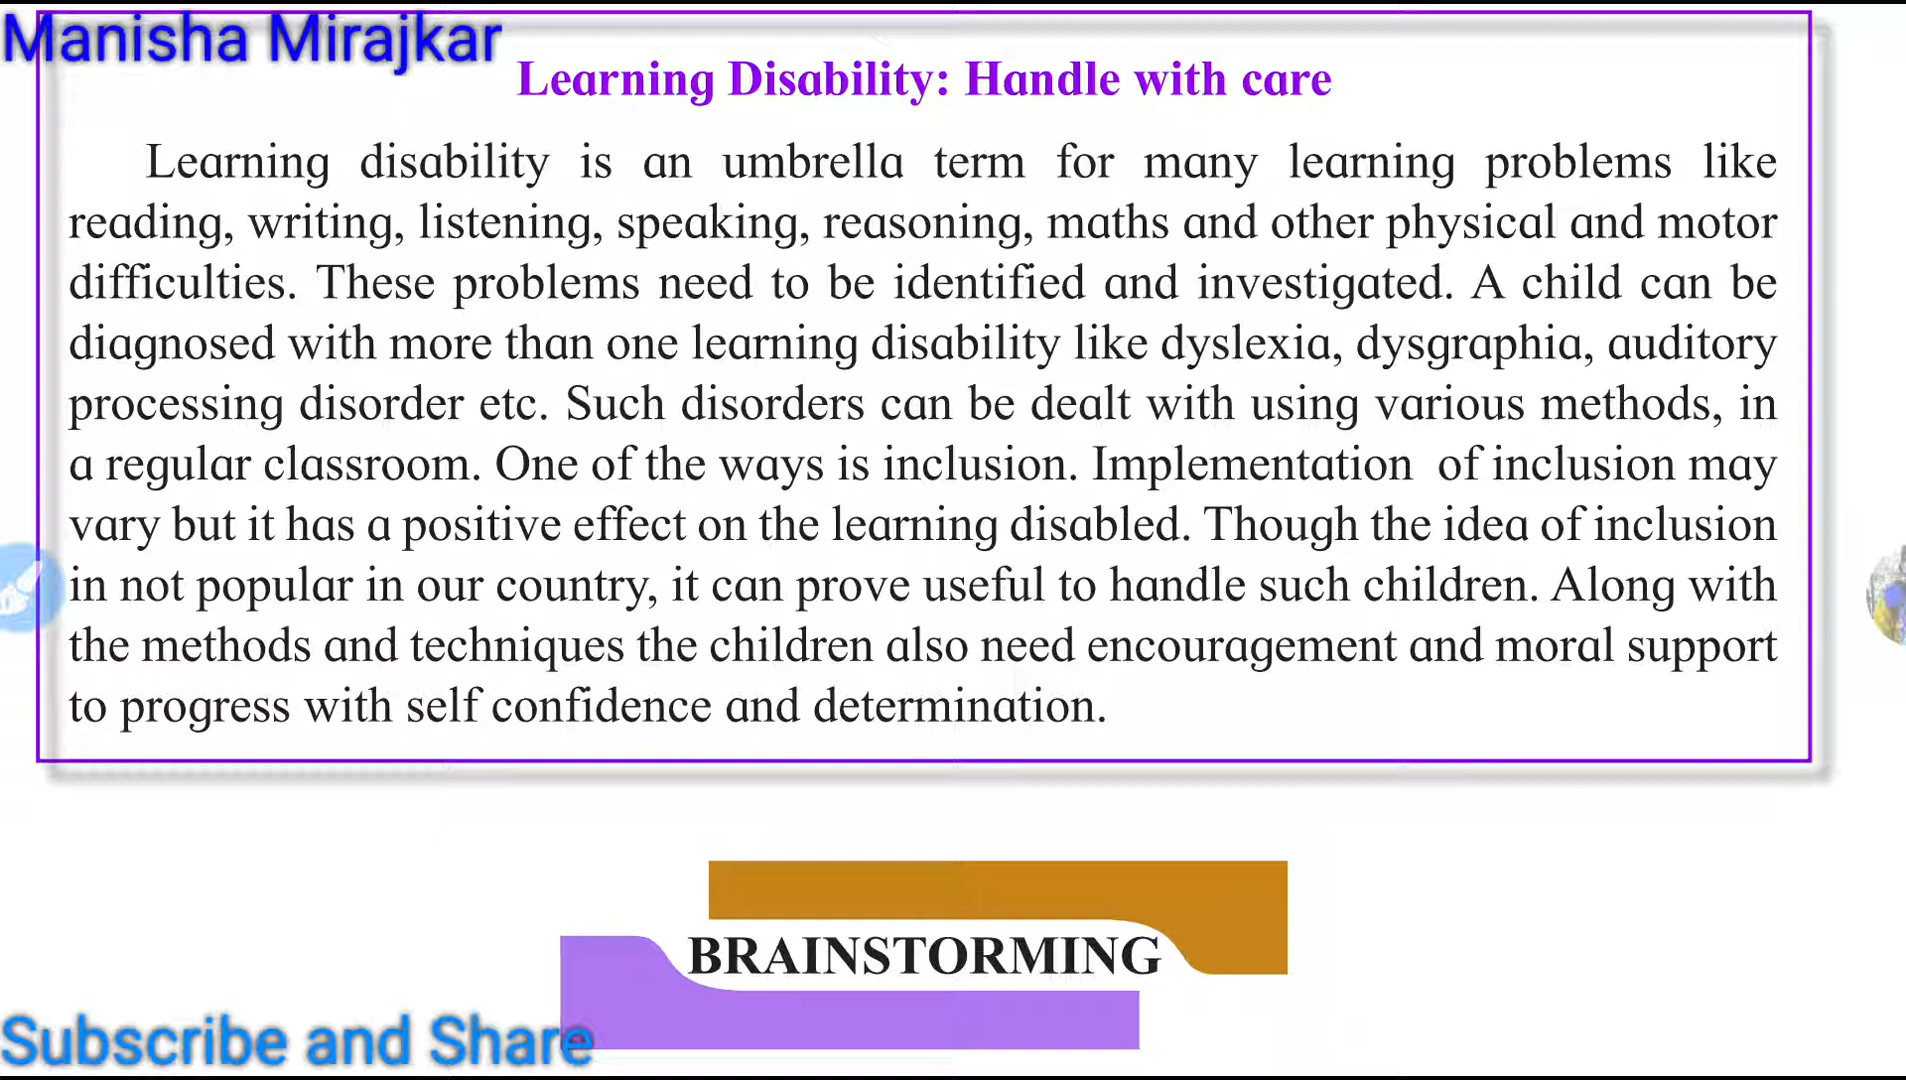 Manisha Mirajkar
Learning Disability: Handle with care
Learning disability is an umbrella term for many learning problems like
reading, writing, listening, speaking, reasoning, maths and other physical and motor
difficulties. These problems need to be identified and investigated. A child can be
diagnosed with more than one learning disability like dyslexia, dysgraphia, auditory
processing disorder etc. Such disorders can be dealt with using various methods, in
a regular classroom. One of the ways is inclusion. Implementation of inclusion may
vary but it has a positive effect on the learning disabled. Though the idea of inclusion
in not popular in our country, it can prove useful to handle such children. Along with
the methods and techniques the children also need encouragement and moral support
to progress with self confidence and determination.
BRAINSTORMING
Subscribe and Share